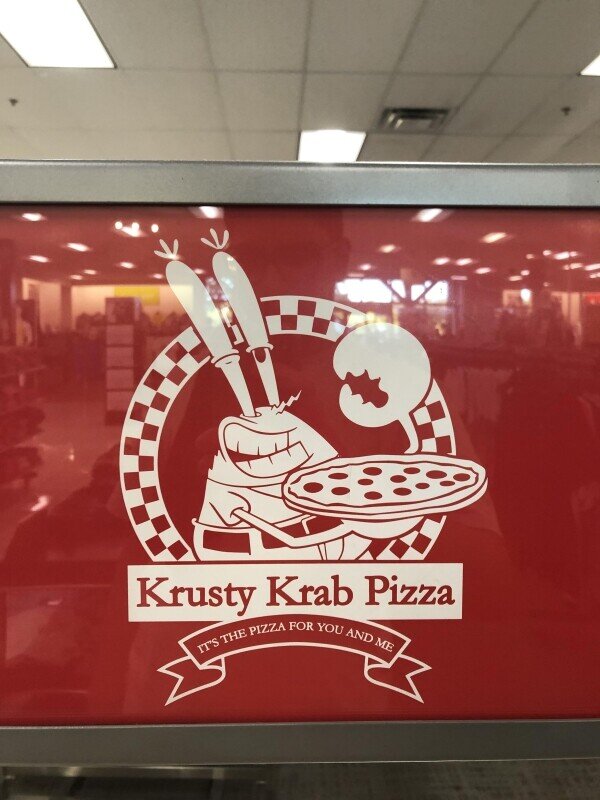 Krusty Krab Pizza
IT'S THE PIZZA FOR YOU AND ME